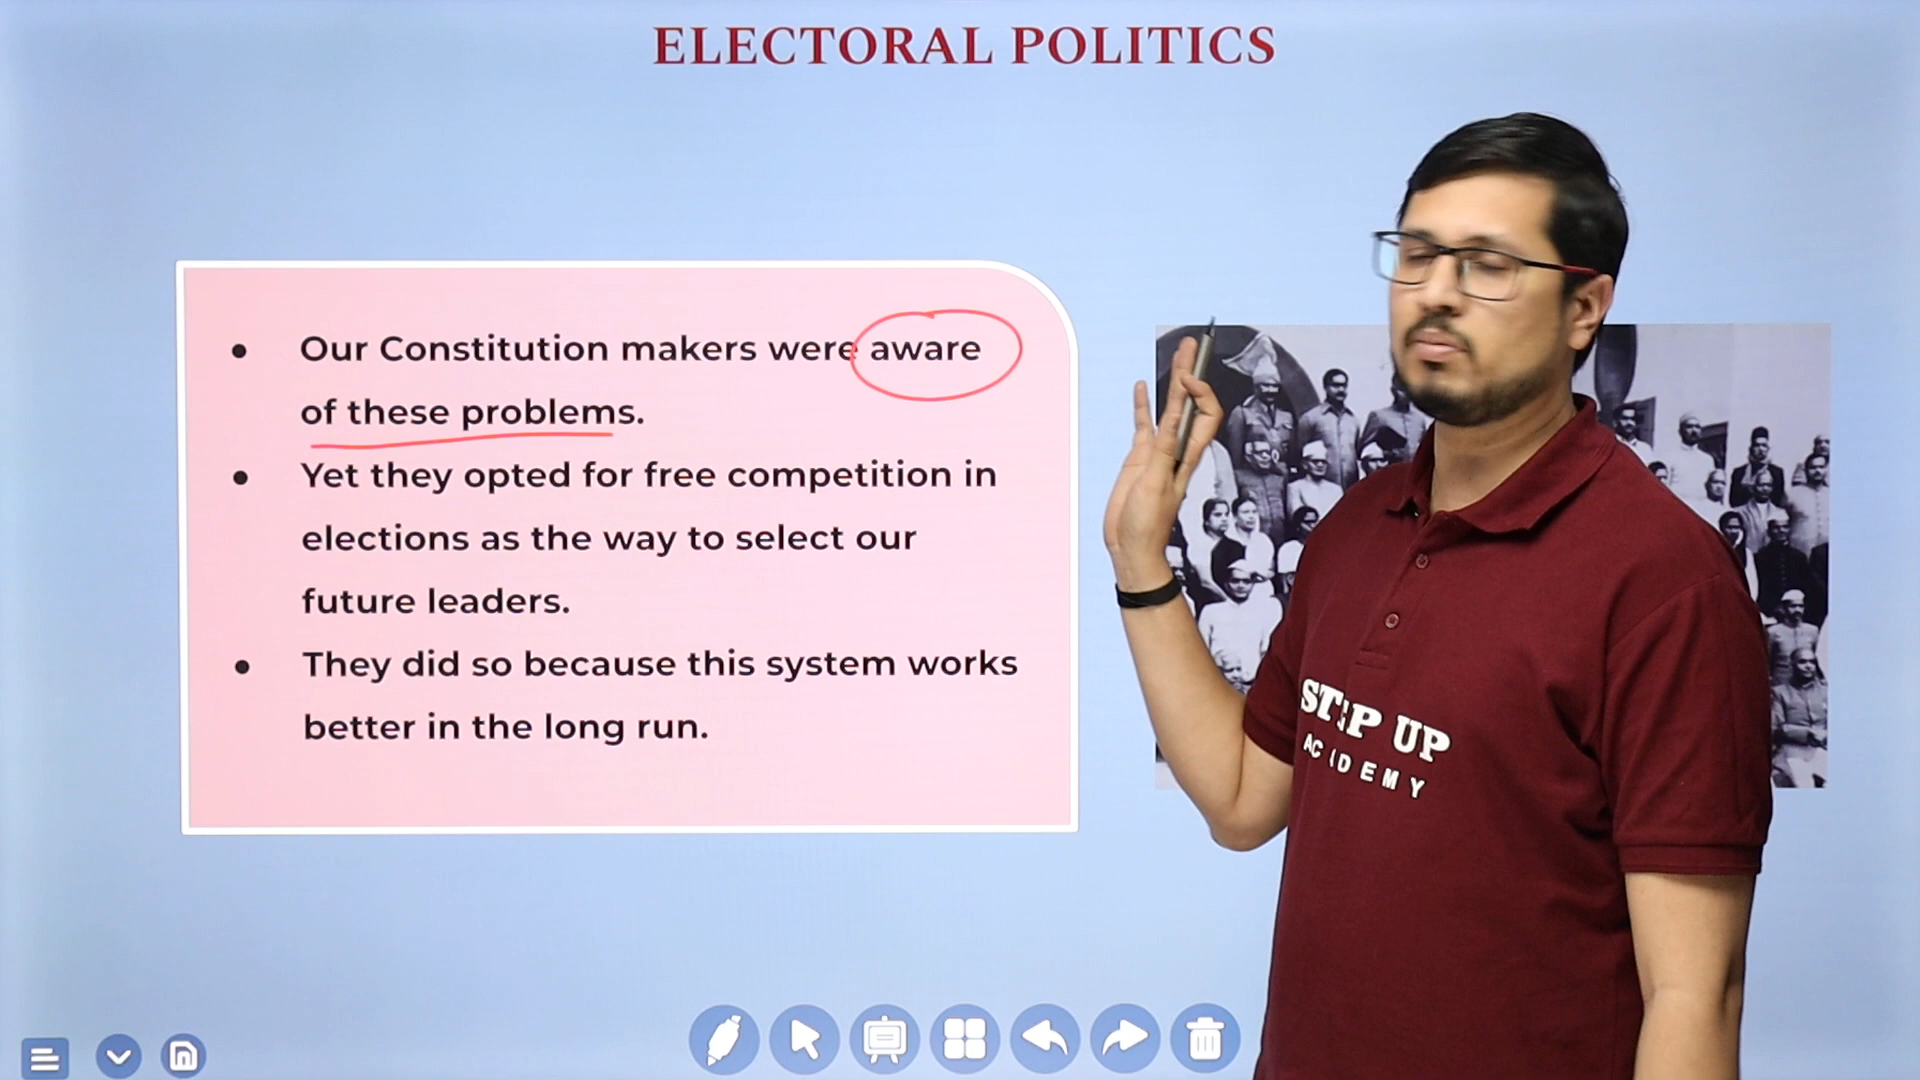 ELECTORAL POLITICS
• Our Constitution makers were aware
of these problems.
• Yet they opted for free competition in
elections as the way to select our
future leaders.
• They did so because this system works
better in the long run.
STEP UP
ACADEMY